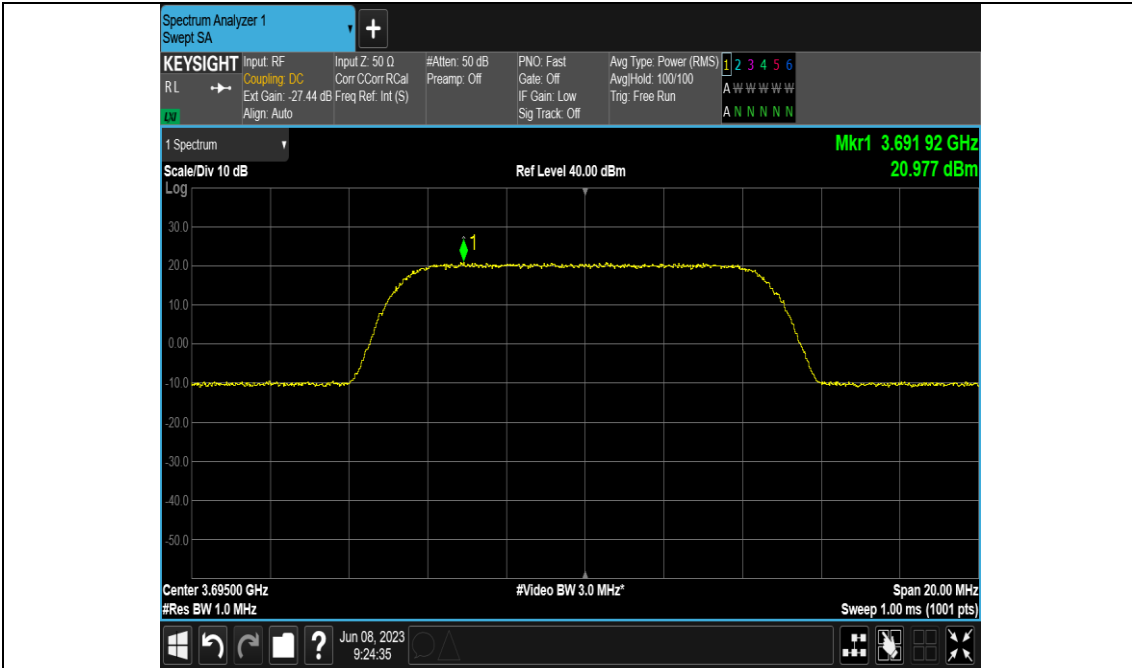 Spectrum Analyzer 1
Swept SA
+
KEYSIGHT Input: RF Input Z: 50 Ω #Atten: 50 dB PNO: Fast Avg Type: Power (RMS) 1 2 3 4 5 6
RL Coupling: DC Corr CCorr RCal Preamp: Off Gate: Off Avg|Hold: 100/100 A W W W W W
Ext Gain: -27.44 dB Freq Ref: Int (S) IF Gain: Low Trig: Free Run
LXI Align: Auto Sig Track: Off A N N N N N
1 Spectrum Mkr1 3.691 92 GHz
Scale/Div 10 dB Ref Level 40.00 dBm 20.977 dBm
Log
30.0
1
20.0
10.0
0.00
-10.0
-20.0
-30.0
-40.0
-50.0
Center 3.69500 GHz #Video BW 3.0 MHz* Span 20.00 MHz
#Res BW 1.0 MHz Sweep 1.00 ms (1001 pts)
? Jun 08, 2023
9:24:35